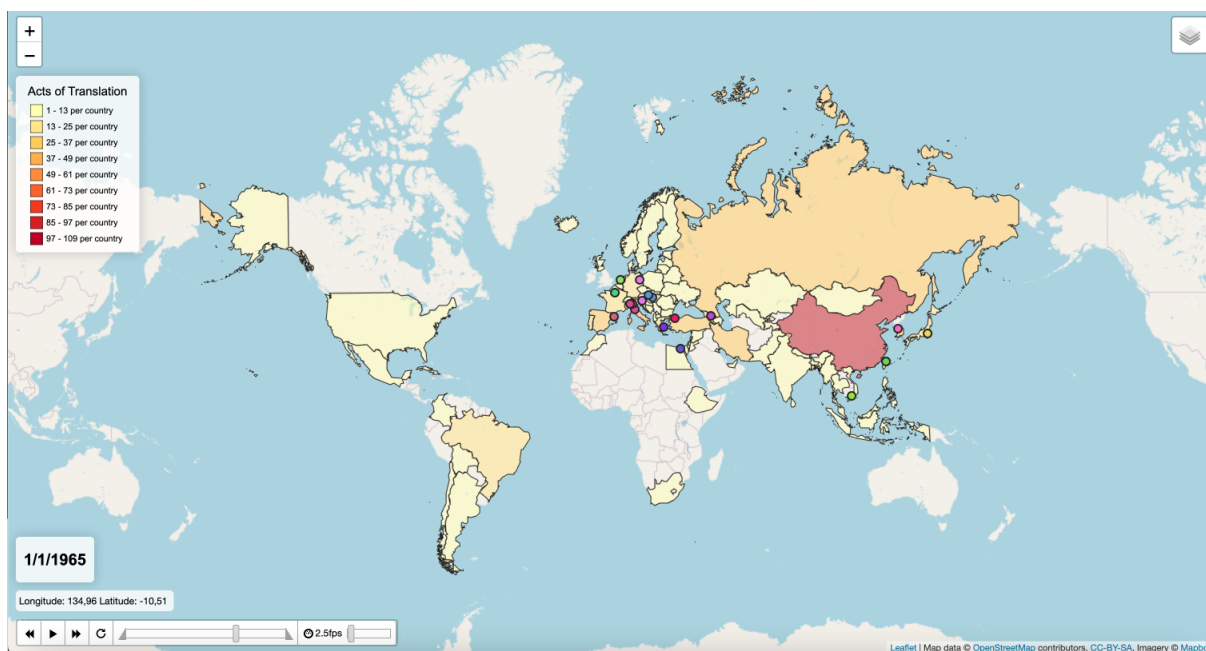 +
−
Acts of Translation
1 - 13 per country
13 - 25 per country
25 - 37 per country
37 - 49 per country
49 - 61 per country
61 - 73 per country
73 - 85 per country
85 - 97 per country
97 - 109 per country
1/1/1965
Longitude: 134,96 Latitude: -10,51
2.5fps
Leaflet | Map data © OpenStreetMap contributors, CC-BY-SA, Imagery © Mapbo